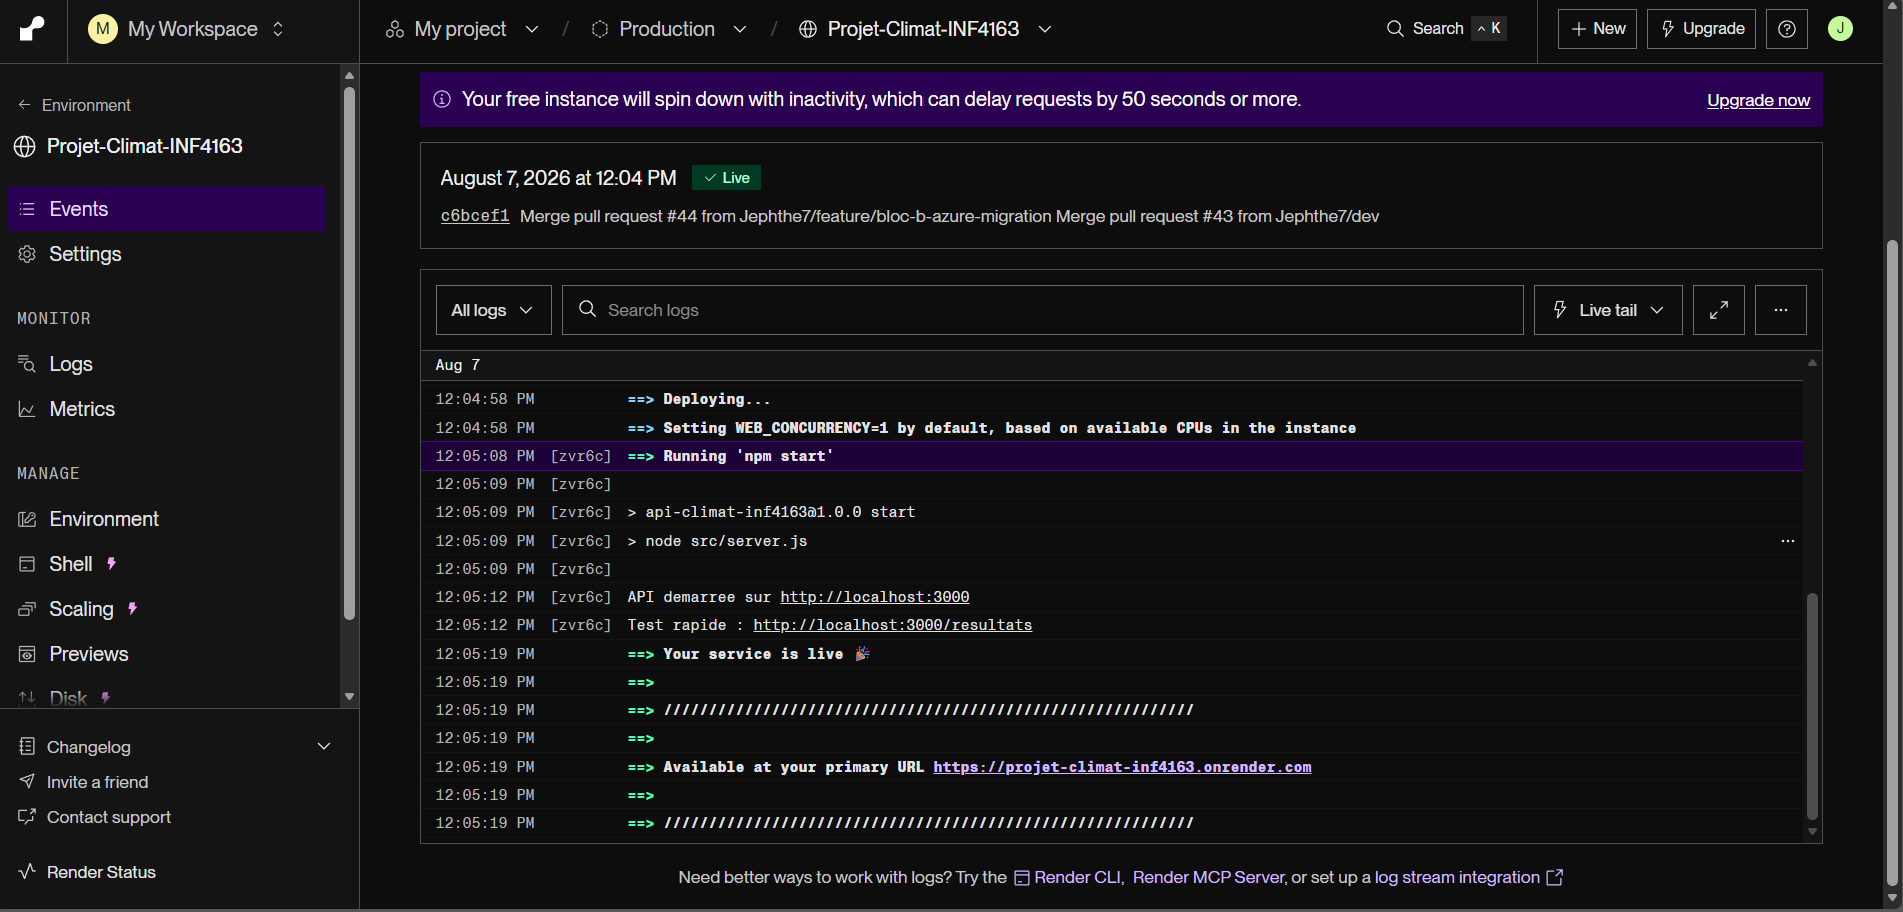 M My Workspace
My project / Production / Projet-Climat-INF4163
Search ^ K
+ New
Upgrade
J
Environment
Projet-Climat-INF4163
Events
Settings
MONITOR
Logs
Metrics
MANAGE
Environment
Shell
Scaling
Previews
Disk
Changelog
Invite a friend
Contact support
Render Status
Your free instance will spin down with inactivity, which can delay requests by 50 seconds or more.
Upgrade now
August 7, 2026 at 12:04 PM Live
c6bcef1 Merge pull request #44 from Jephthe7/feature/bloc-b-azure-migration Merge pull request #43 from Jephthe7/dev
All logs
Search logs
Live tail
...
Aug 7
12:04:58 PM ==> Deploying...
12:04:58 PM ==> Setting WEB_CONCURRENCY=1 by default, based on available CPUs in the instance
12:05:08 PM [zvr6c] ==> Running 'npm start'
12:05:09 PM [zvr6c]
12:05:09 PM [zvr6c] > api-climat-inf4163@1.0.0 start
12:05:09 PM [zvr6c] > node src/server.js
...
12:05:09 PM [zvr6c]
12:05:12 PM [zvr6c] API demarree sur http://localhost:3000
12:05:12 PM [zvr6c] Test rapide : http://localhost:3000/resultats
12:05:19 PM ==> Your service is live 🎉
12:05:19 PM ==>
12:05:19 PM ==> ///////////////////////////////////////////////////////////
12:05:19 PM ==>
12:05:19 PM ==> Available at your primary URL https://projet-climat-inf4163.onrender.com
12:05:19 PM ==>
12:05:19 PM ==> ///////////////////////////////////////////////////////////
Need better ways to work with logs? Try the Render CLI, Render MCP Server, or set up a log stream integration